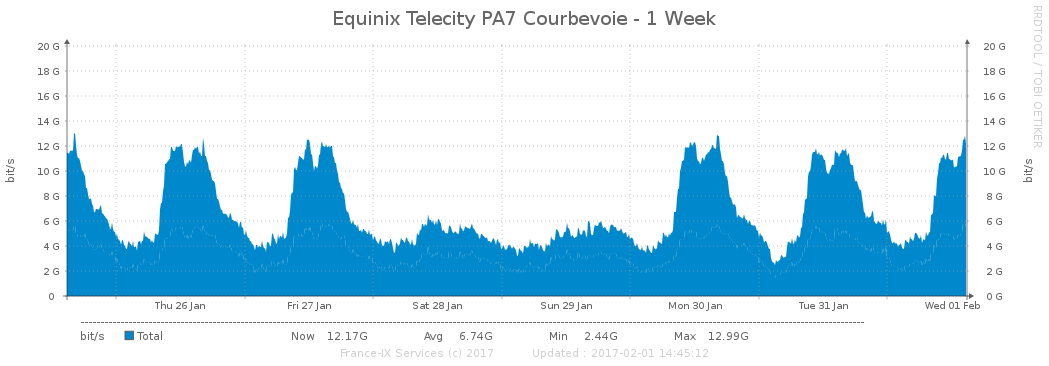 Equinix Telecity PA7 Courbevoie - 1 Week
RRDTOOL / TOBI OETIKER
20 G 20 G
18 G 18 G
16 G 16 G
14 G 14 G
12 G 12 G
10 G 10 G
8 G 8 G
6 G 6 G
4 G 4 G
2 G 2 G
0 0 G
bit/s bit/s
Thu 26 Jan Fri 27 Jan Sat 28 Jan Sun 29 Jan Mon 30 Jan Tue 31 Jan Wed 01 Feb
bit/s Total Now 12.17G Avg 6.74G Min 2.44G Max 12.99G
France-IX Services (c) 2017 Updated : 2017-02-01 14:45:12